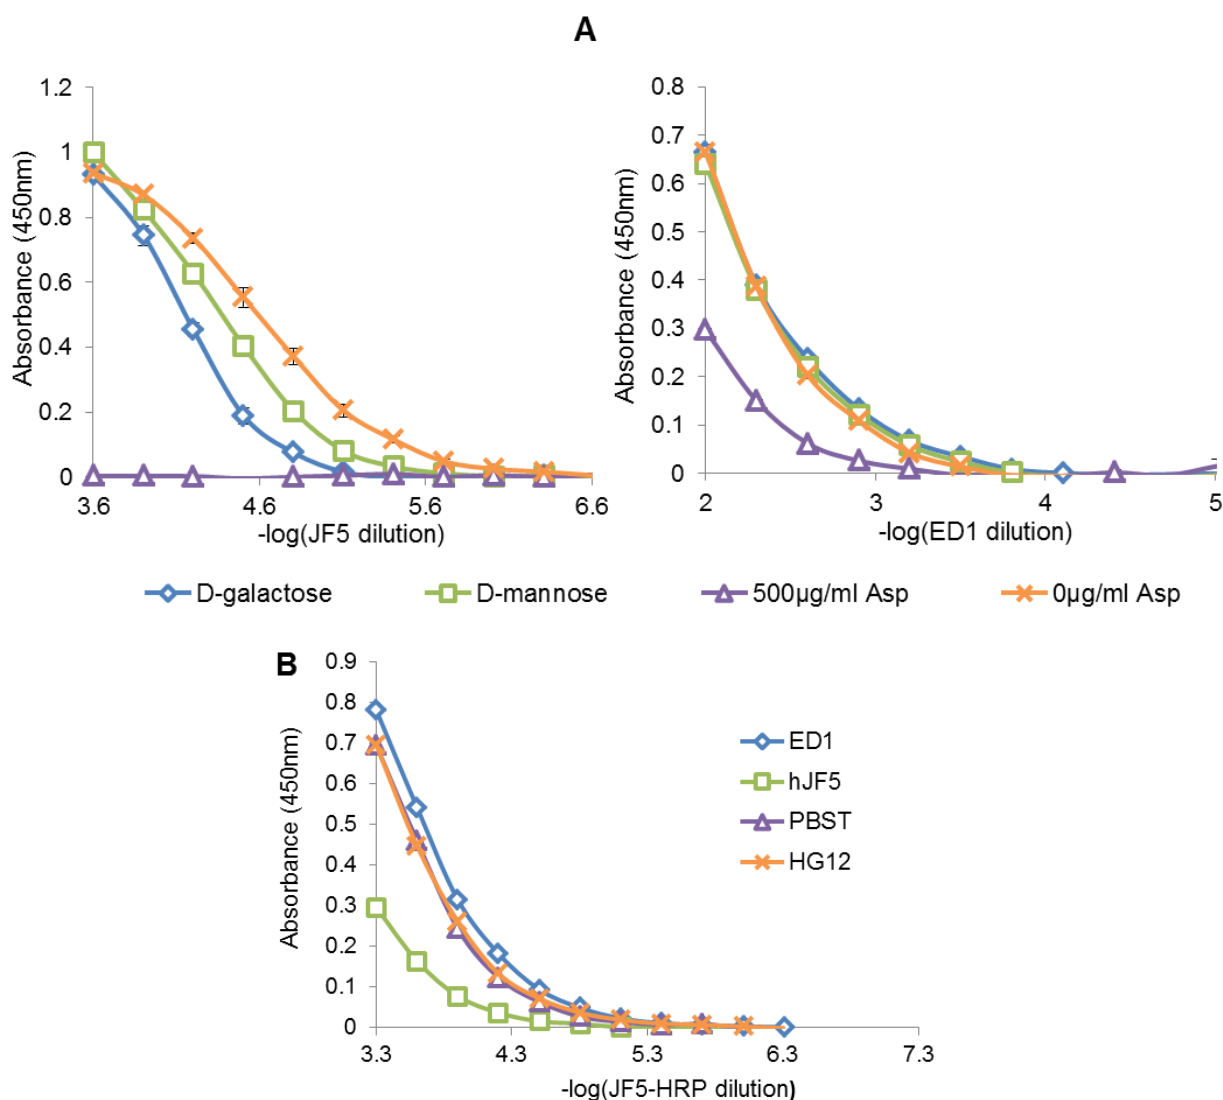 A
1.2
1
0.8
0.6
0.4
0.2
0
Absorbance (450nm)
3.6 4.6 5.6 6.6
-log(JF5 dilution)
0.8
0.7
0.6
0.5
0.4
0.3
0.2
0.1
0
Absorbance (450nm)
2 3 4 5
-log(ED1 dilution)
D-galactose D-mannose 500µg/ml Asp 0µg/ml Asp
B
0.9
0.8
0.7
0.6
0.5
0.4
0.3
0.2
0.1
0
Absorbance (450nm)
3.3 4.3 5.3 6.3 7.3
-log(JF5-HRP dilution)
ED1
hJF5
PBST
HG12